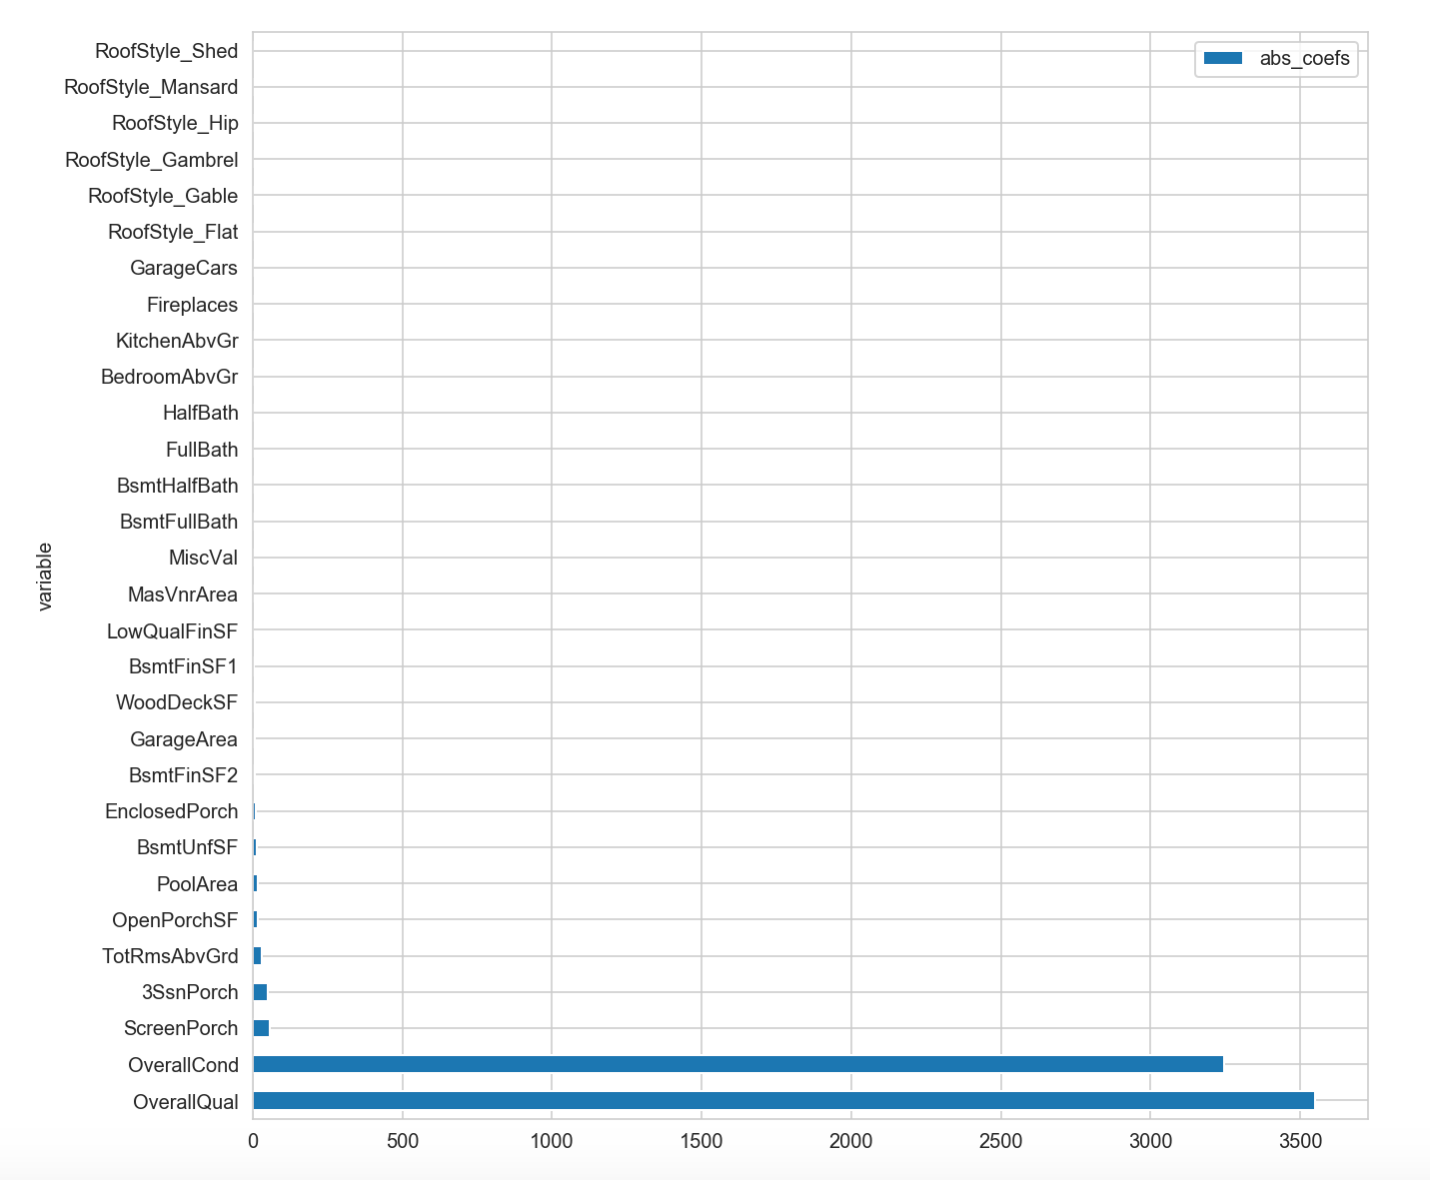 abs_coefs
RoofStyle_Shed
RoofStyle_Mansard
RoofStyle_Hip
RoofStyle_Gambrel
RoofStyle_Gable
RoofStyle_Flat
GarageCars
Fireplaces
KitchenAbvGr
BedroomAbvGr
HalfBath
FullBath
BsmtHalfBath
BsmtFullBath
MiscVal
MasVnrArea
LowQualFinSF
BsmtFinSF1
WoodDeckSF
GarageArea
BsmtFinSF2
EnclosedPorch
BsmtUnfSF
PoolArea
OpenPorchSF
TotRmsAbvGrd
3SsnPorch
ScreenPorch
OverallCond
OverallQual
variable
0 500 1000 1500 2000 2500 3000 3500